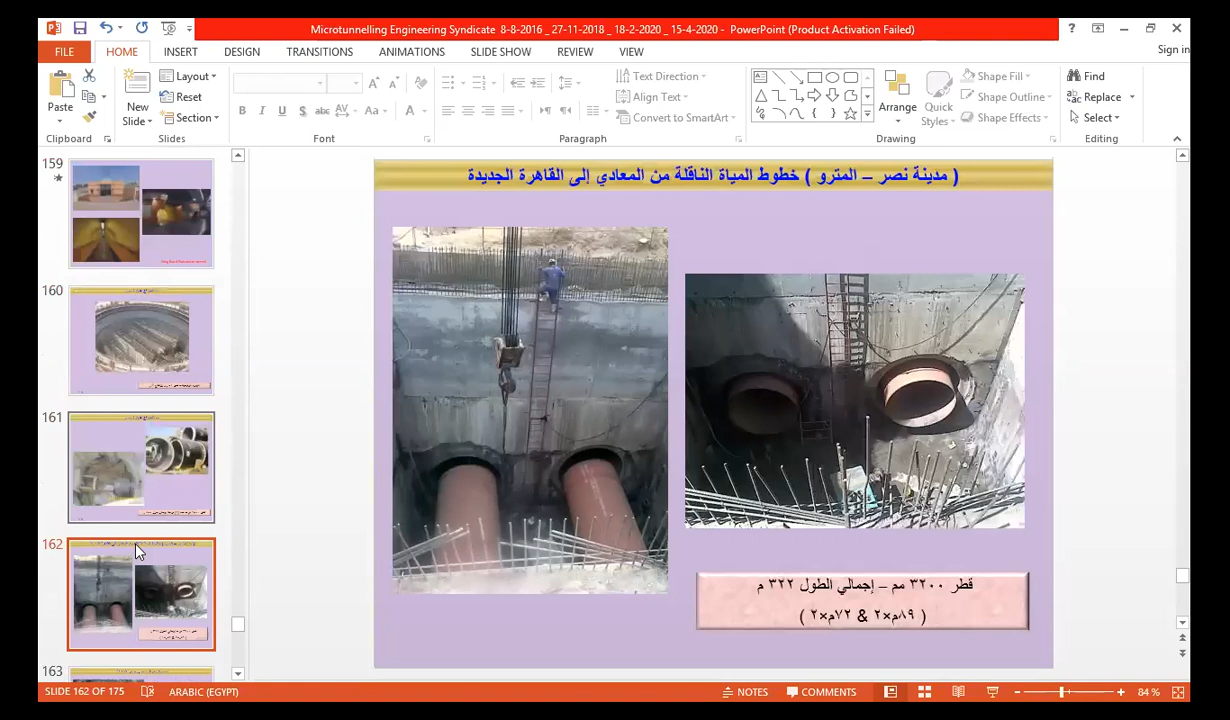 Microtunnelling Engineering Syndicate 8-8-2016 _ 27-11-2018 _ 18-2-2020 _ 15-4-2020 - PowerPoint (Product Activation Failed)
FILE HOME INSERT DESIGN TRANSITIONS ANIMATIONS SLIDE SHOW REVIEW VIEW
Sign in
Paste
Clipboard
New Slide
Layout
Reset
Section
Slides
B I U S abc AV Aa A
Font
Text Direction
Align Text
Convert to SmartArt
Paragraph
Arrange
Quick Styles
Shape Fill
Shape Outline
Shape Effects
Drawing
Find
Replace
Select
Editing
159
160
161
162
163
( مدينة نصر – المترو ) خطوط المياة الناقلة من المعادي إلى القاهرة الجديدة
قطر ٣٢٠٠ مم – إجمالي الطول ٣٢٢ م
( ٨٩م×٢ & ٧٢م×٢ )
SLIDE 162 OF 175 ARABIC (EGYPT) NOTES COMMENTS 84 %